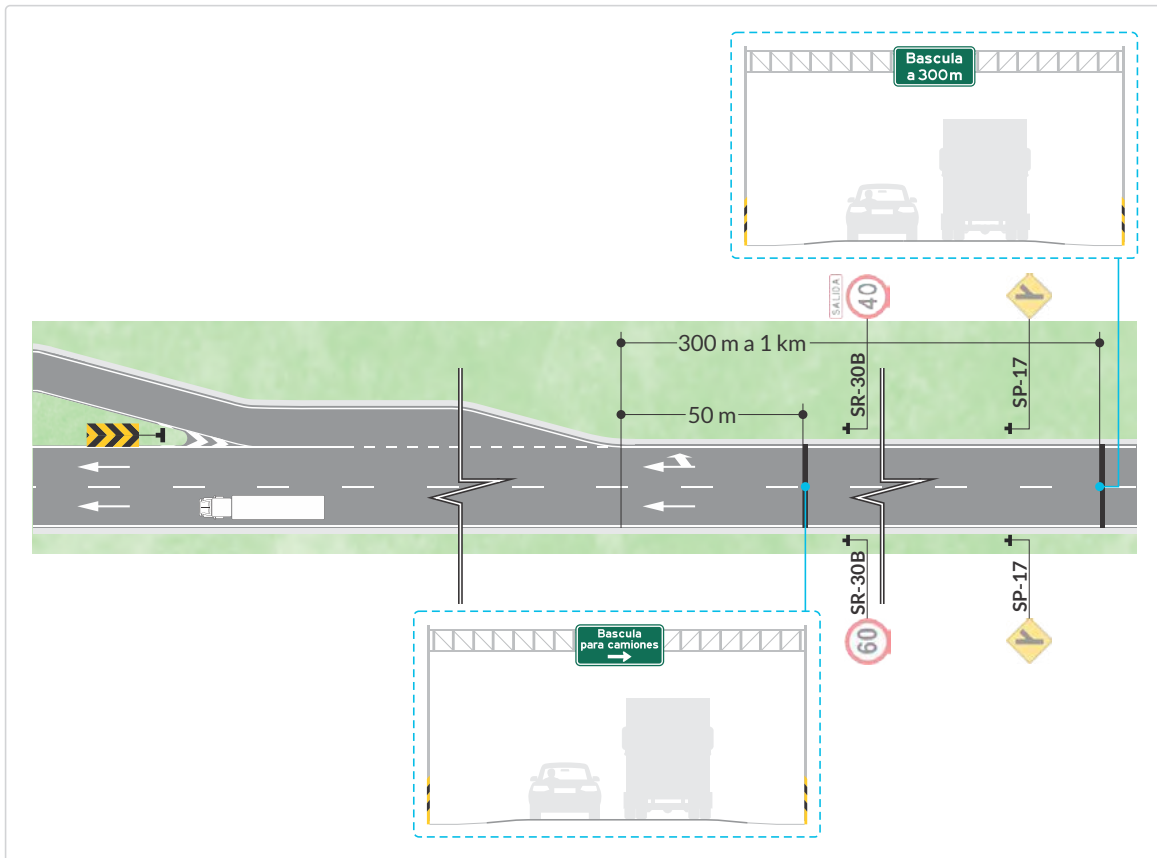 Bascula
a 300m
SALIDA
40
300 m a 1 km
SR-30B
SP-17
50 m
SR-30B
SP-17
60
Bascula
para camiones